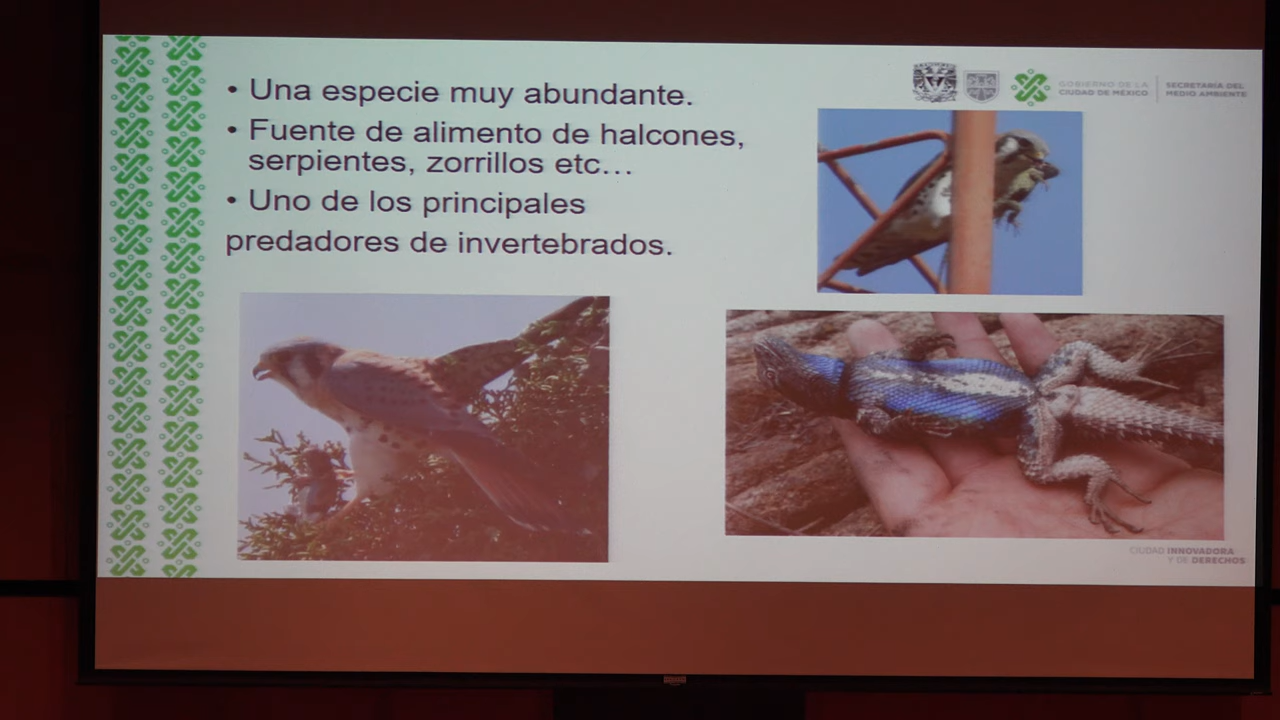 • Una especie muy abundante.
• Fuente de alimento de halcones,
serpientes, zorrillos etc…
• Uno de los principales
predadores de invertebrados.
GOBIERNO DE LA
CIUDAD DE MÉXICO
SECRETARÍA DEL
MEDIO AMBIENTE
CIUDAD INNOVADORA
Y DE DERECHOS